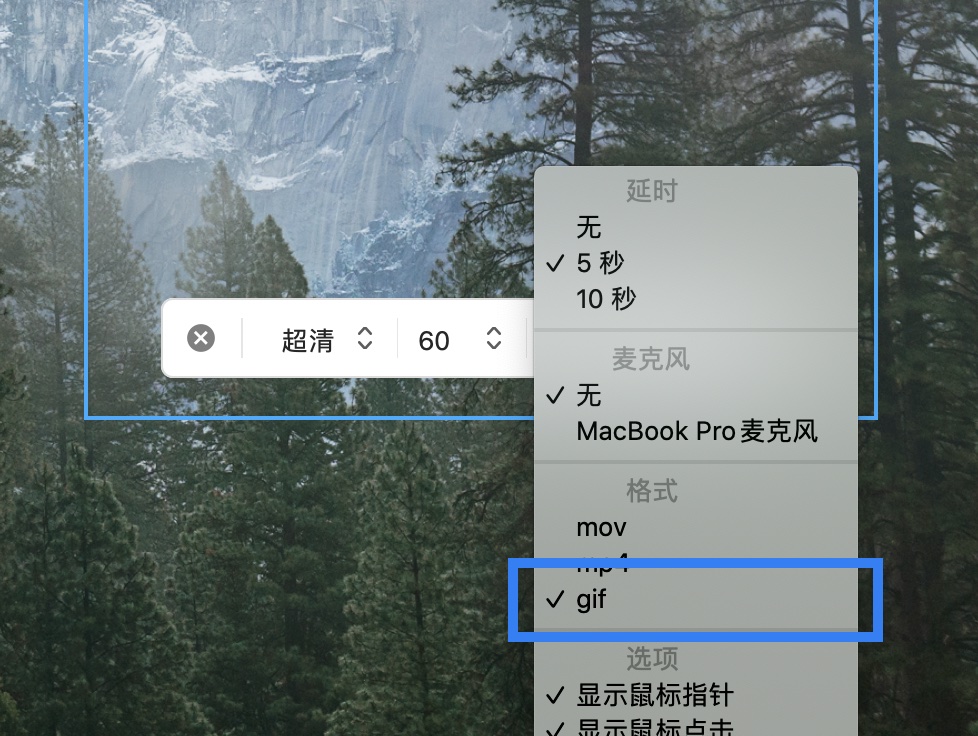 延时
无
5 秒
10 秒
超清 60
麦克风
无
MacBook Pro麦克风
格式
mov
mp4
gif
选项
显示鼠标指针
显示鼠标点击